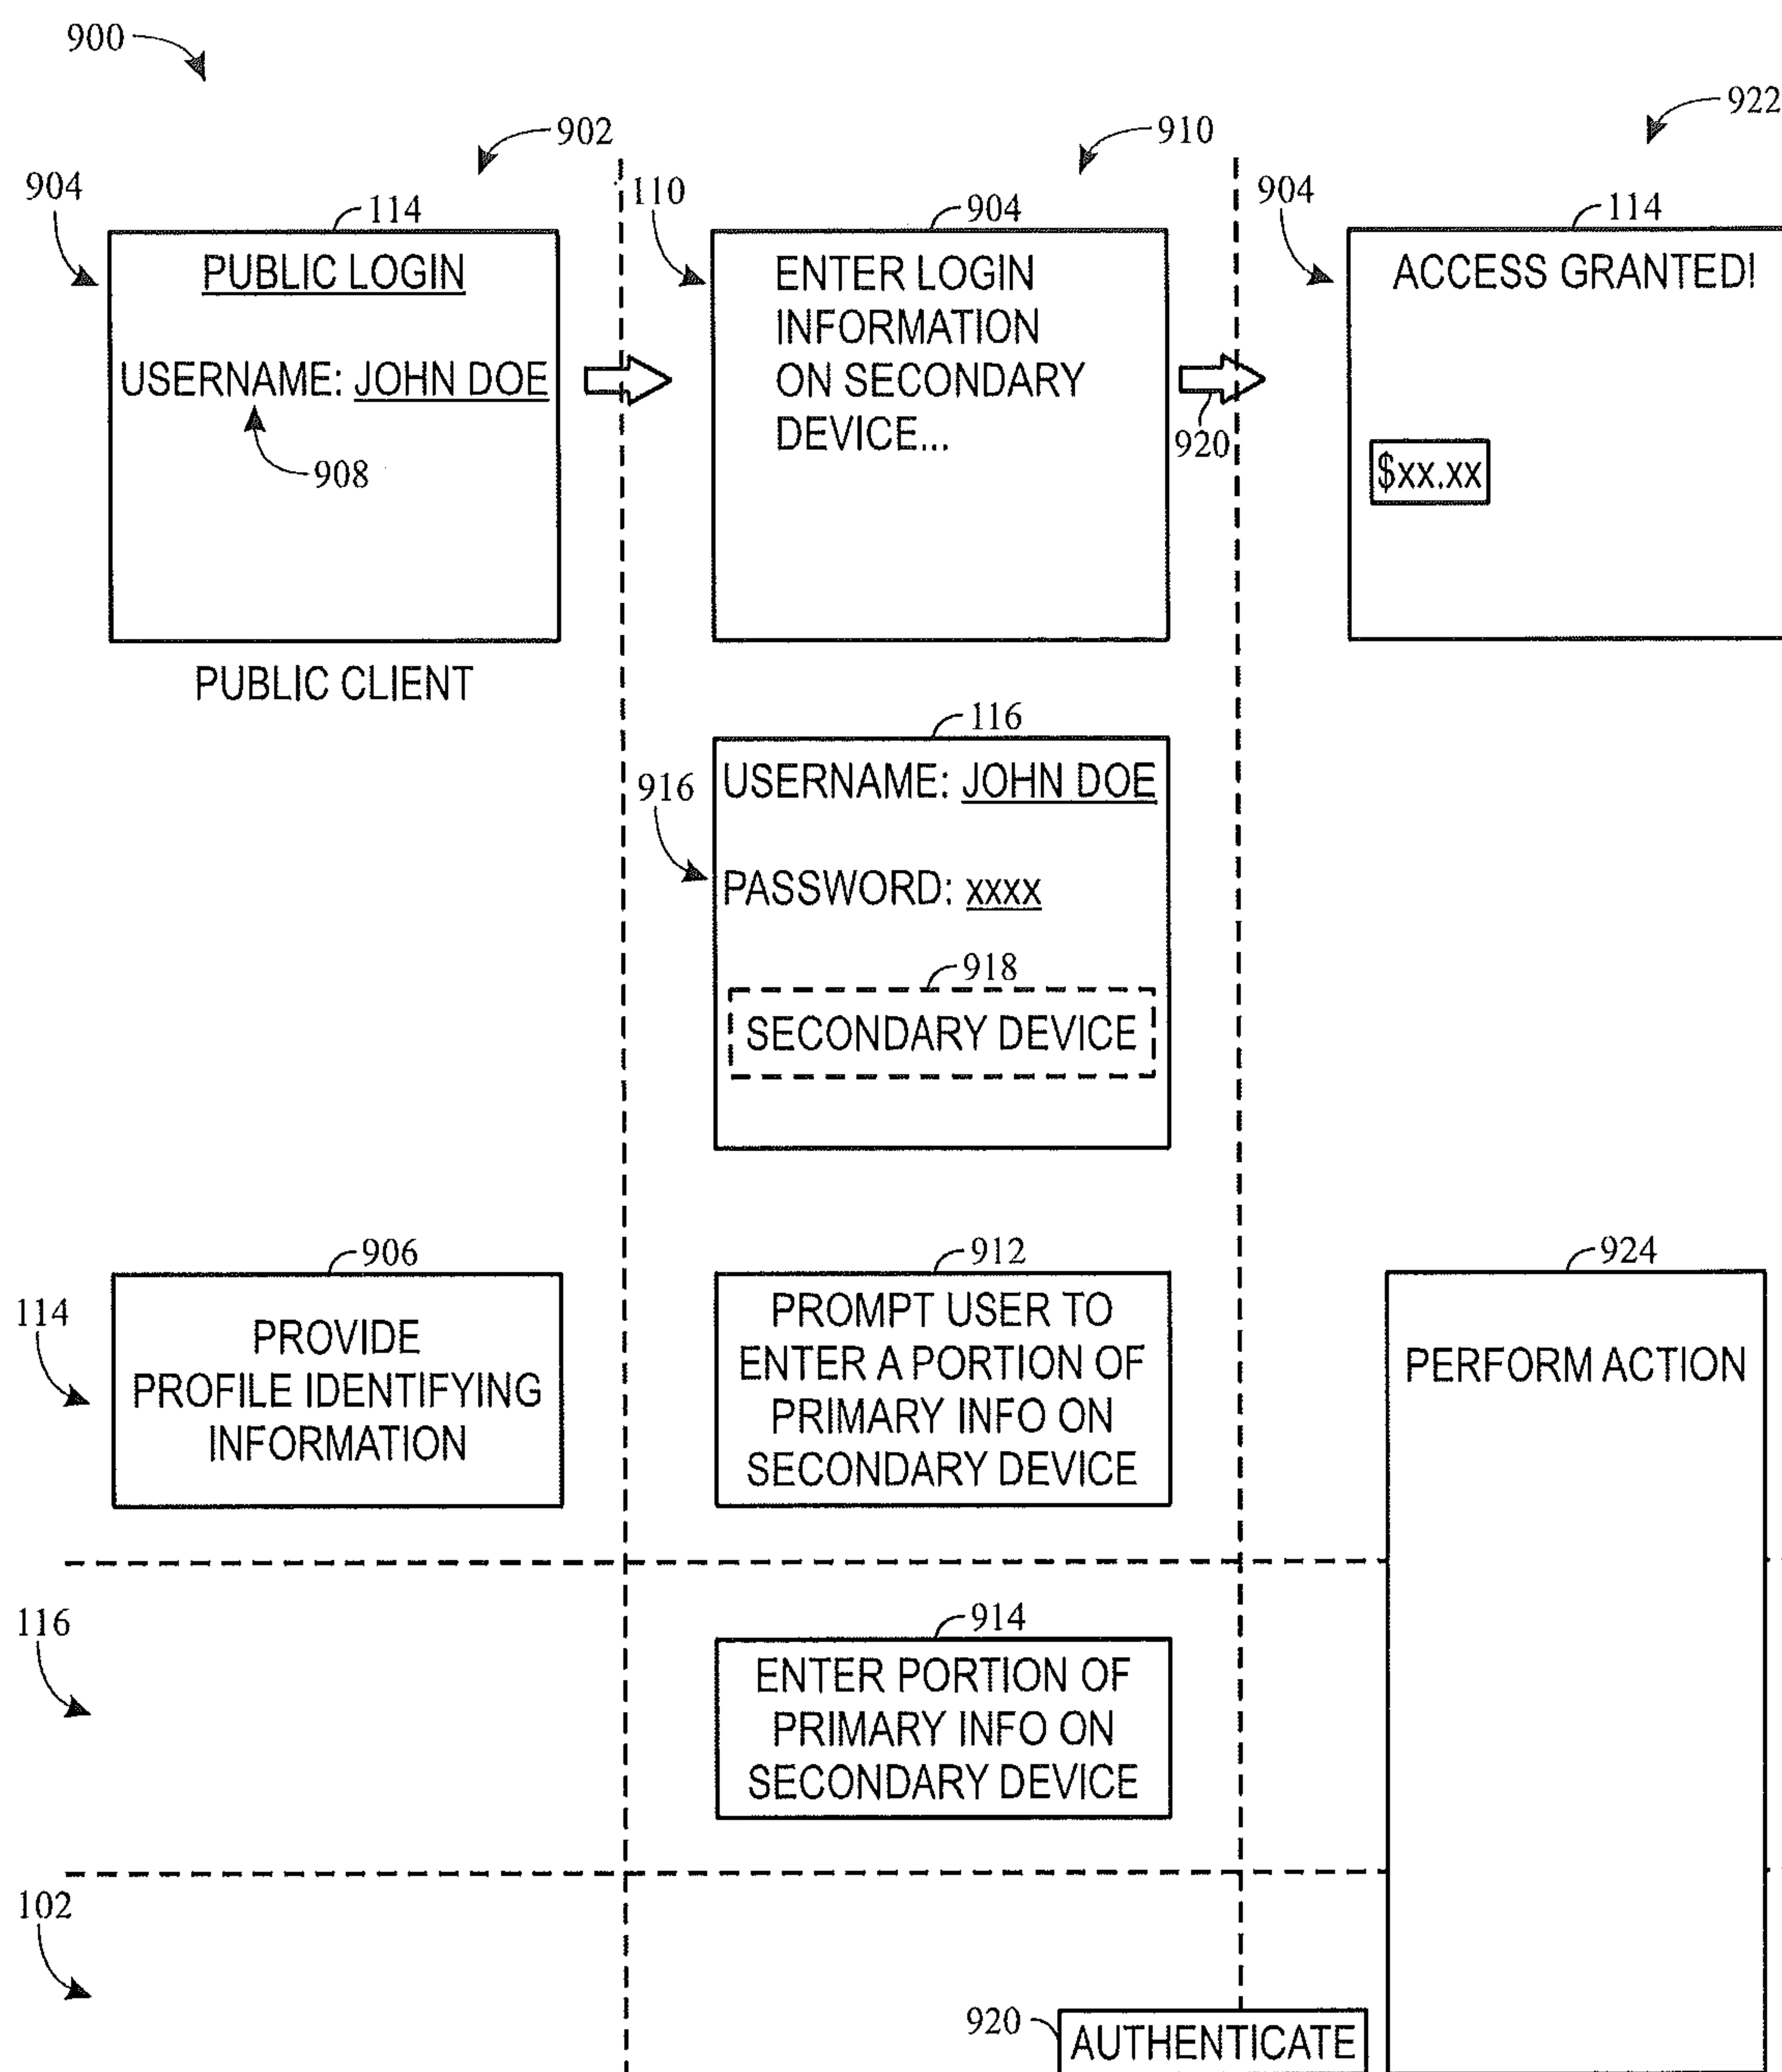 900
902
910
922
904
114
110
904
904
114
PUBLIC LOGIN
USERNAME: JOHN DOE
908
PUBLIC CLIENT
ENTER LOGIN
INFORMATION
ON SECONDARY
DEVICE...
920
ACCESS GRANTED!
$xx.xx
116
916
USERNAME: JOHN DOE
PASSWORD: xxxx
918
SECONDARY DEVICE
906
912
924
114
PROVIDE
PROFILE IDENTIFYING
INFORMATION
PROMPT USER TO
ENTER A PORTION OF
PRIMARY INFO ON
SECONDARY DEVICE
PERFORM ACTION
116
914
ENTER PORTION OF
PRIMARY INFO ON
SECONDARY DEVICE
102
920
AUTHENTICATE